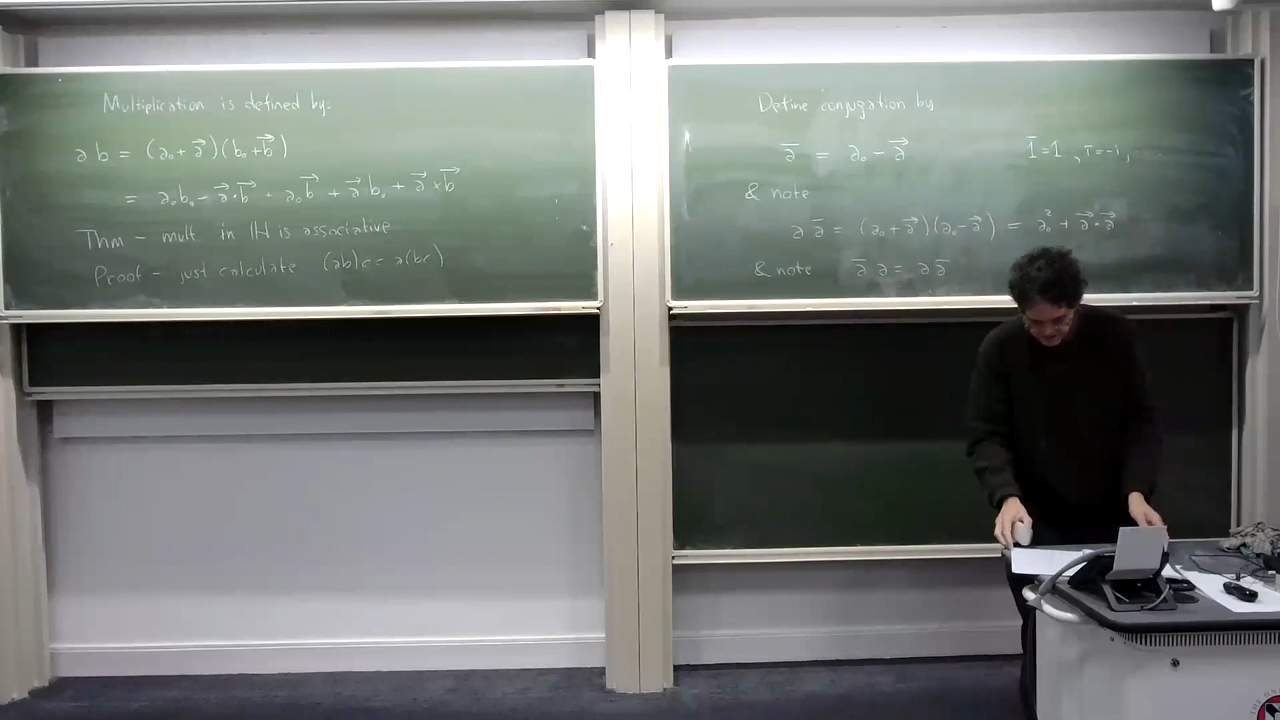 Multiplication is defined by:
a b = (a₀ + a⃗)(b₀ + b⃗)
= a₀b₀ - a⃗·b⃗ + a₀b⃗ + a⃗ b₀ + a⃗ × b⃗
Thm - mult in ℍ is associative
Proof - just calculate (ab)c = a(bc)
Define conjugation by
ā = a₀ - a⃗ 1̄ = 1, ī = -i,
& note
a ā = (a₀ + a⃗)(a₀ - a⃗) = a₀² + a⃗·a⃗
& note ā a = a ā